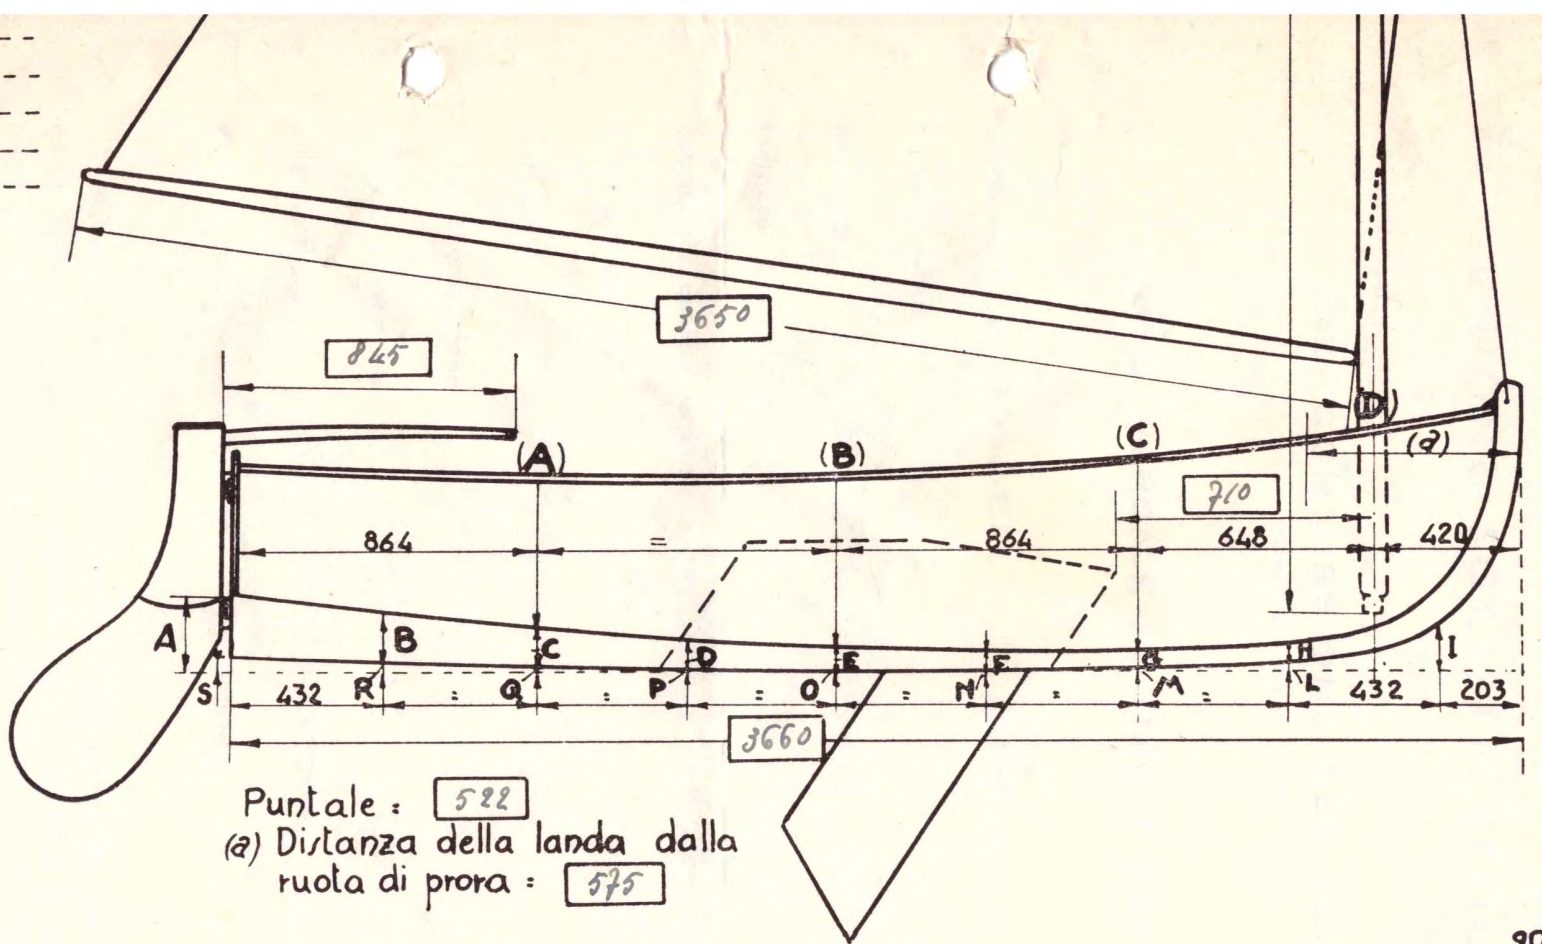 3650
845
(D)
(A)
(B)
(C)
(a)
710
864
=
864
648
420
A
B
C
D
E
F
G
H
I
S
R
Q
P
O
N
M
L
432
=
=
=
=
=
=
432
203
3660
Puntale = 522
(a) Distanza della landa dalla
ruota di prora = 575